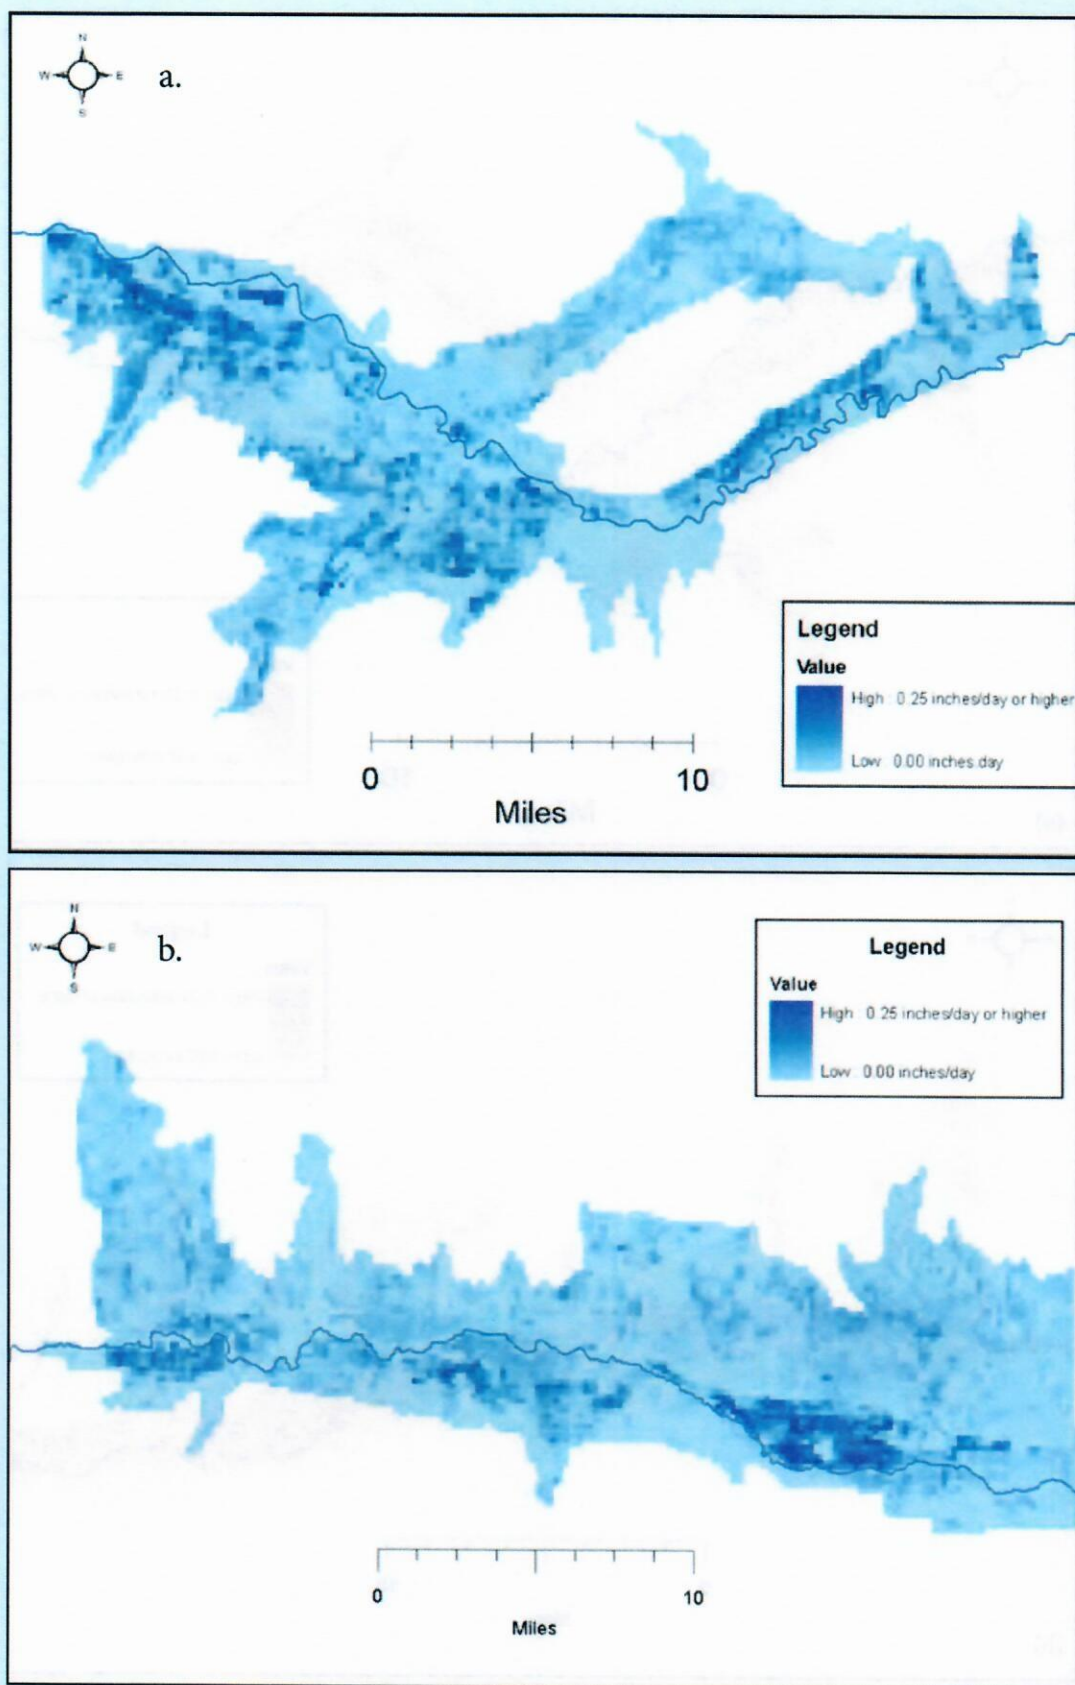 N
W E
S
a.
Legend
Value
High : 0.25 inches/day or higher
Low : 0.00 inches.day
0 10
Miles
N
W E
S
b.
Legend
Value
High : 0.25 inches/day or higher
Low : 0.00 inches/day
0 10
Miles